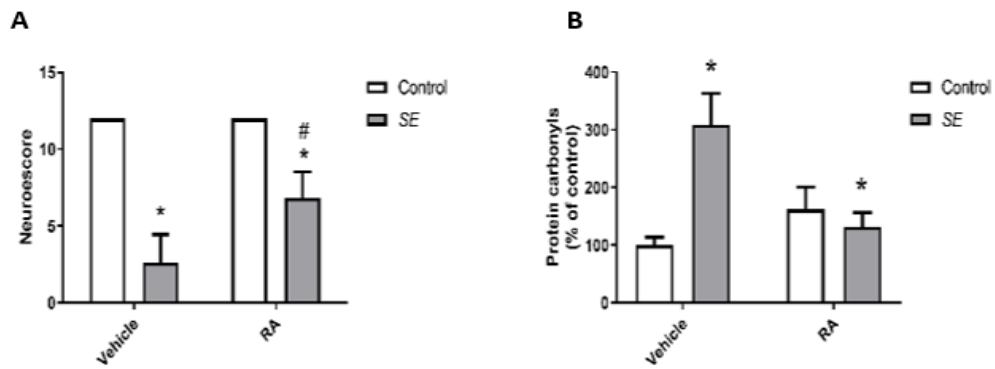 A
Neuroescore
15
10
5
0
*
#
*
Vehicle
RA
Control
SE
B
Protein carbonyls
(% of control)
400
300
200
100
0
*
*
Vehicle
RA
Control
SE